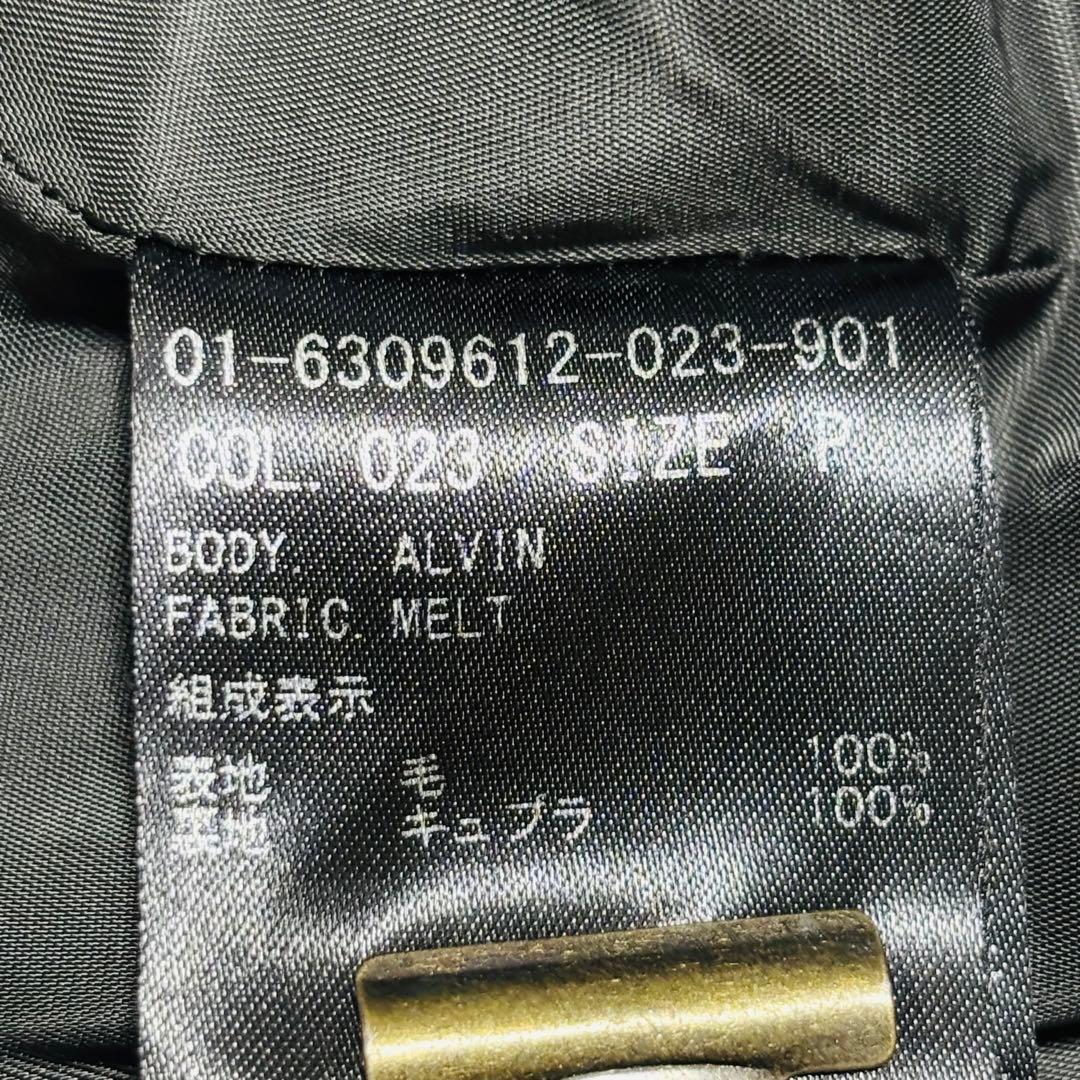 01-6309612-023-901
COL. 023 SIZE P
BODY. ALVIN
FABRIC. MELT
組成表示
表地 毛 100%
裏地 キュプラ 100%